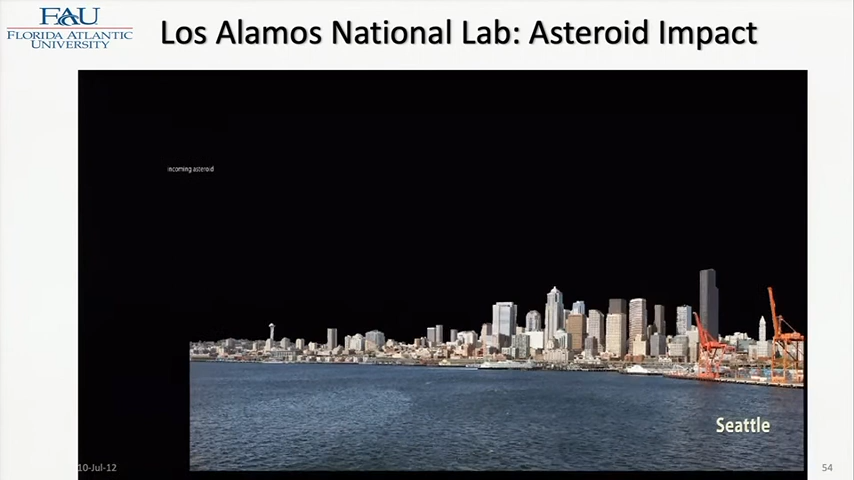 FAU
FLORIDA ATLANTIC
UNIVERSITY
Los Alamos National Lab: Asteroid Impact
incoming asteroid
Seattle
10-Jul-12
54